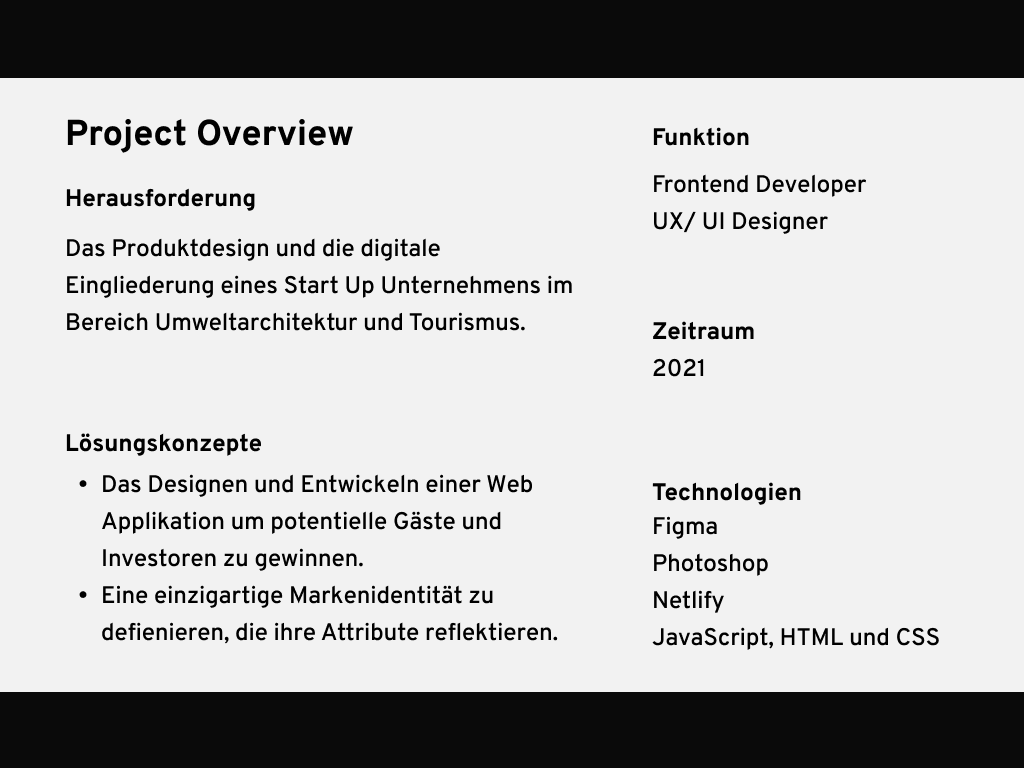 Project Overview
Herausforderung
Das Produktdesign und die digitale
Eingliederung eines Start Up Unternehmens im
Bereich Umweltarchitektur und Tourismus.
Lösungskonzepte
• Das Designen und Entwickeln einer Web
Applikation um potentielle Gäste und
Investoren zu gewinnen.
• Eine einzigartige Markenidentität zu
defienieren, die ihre Attribute reflektieren.
Funktion
Frontend Developer
UX/ UI Designer
Zeitraum
2021
Technologien
Figma
Photoshop
Netlify
JavaScript, HTML und CSS